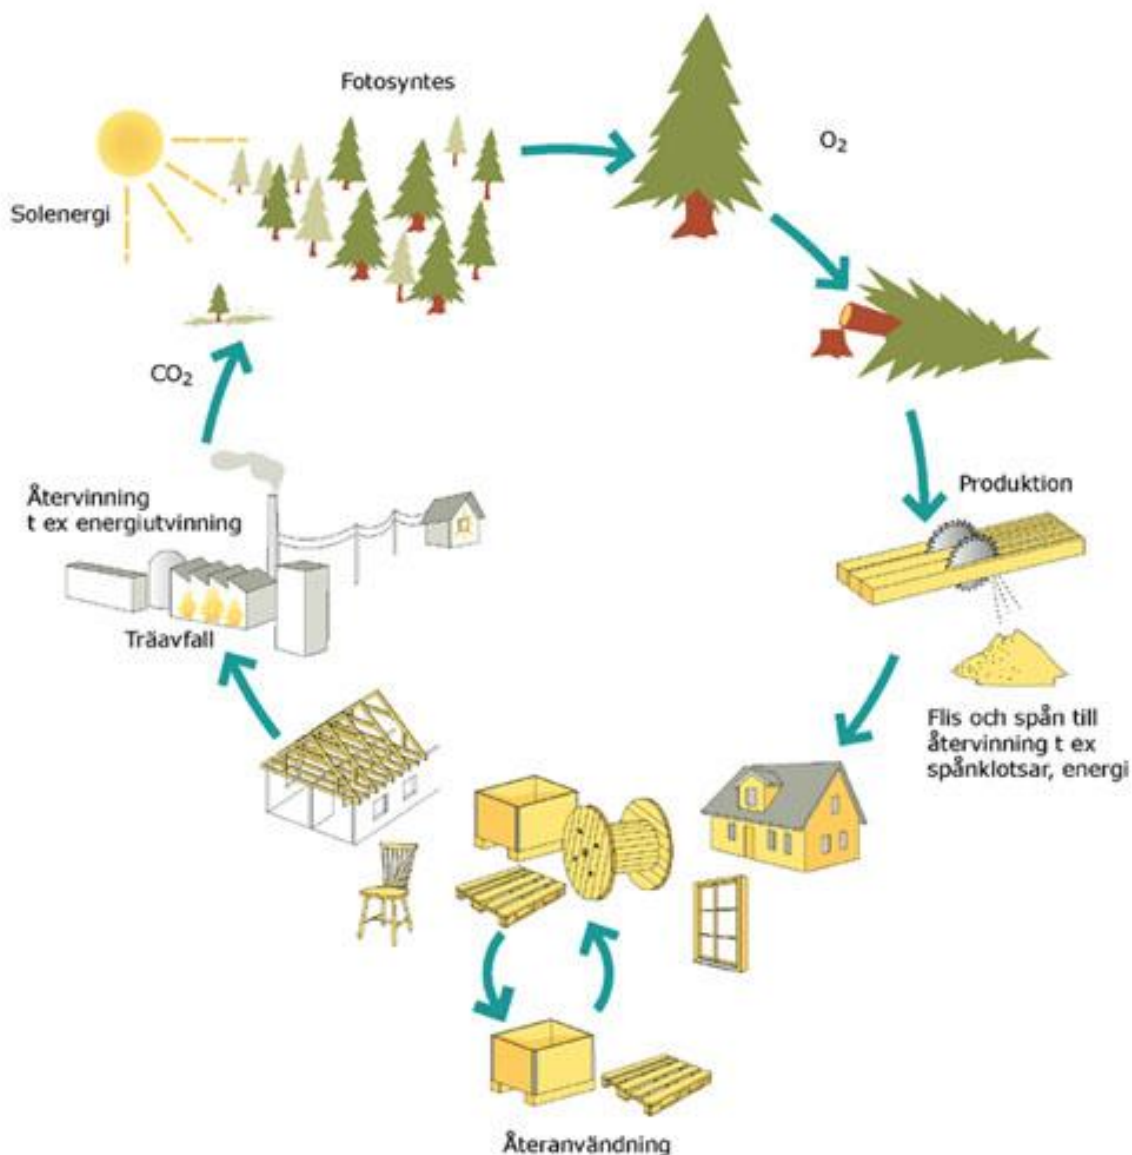 Fotosyntes
O₂
Solenergi
CO₂
Återvinning
t ex energiutvinning
Produktion
Träavfall
Flis och spån till
återvinning t ex
spånklotsar, energi
Återanvändning